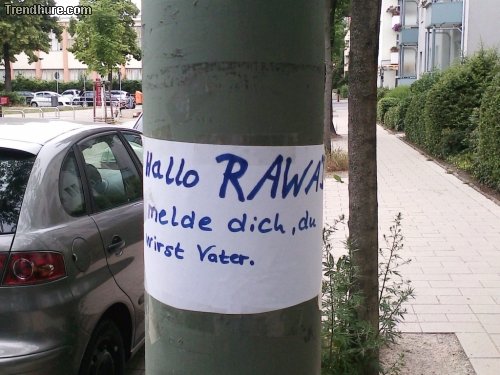 Trendhure.com
Hallo RAWA
melde dich, du
wirst Vater.